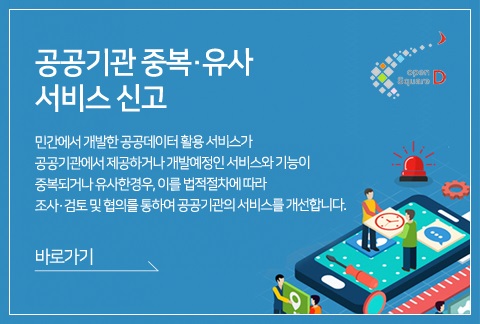 공공기관 중복·유사
서비스 신고
open
Square D
민간에서 개발한 공공데이터 활용 서비스가
공공기관에서 제공하거나 개발예정인 서비스와 기능이
중복되거나 유사한경우, 이를 법적절차에 따라
조사·검토 및 협의를 통하여 공공기관의 서비스를 개선합니다.
바로가기